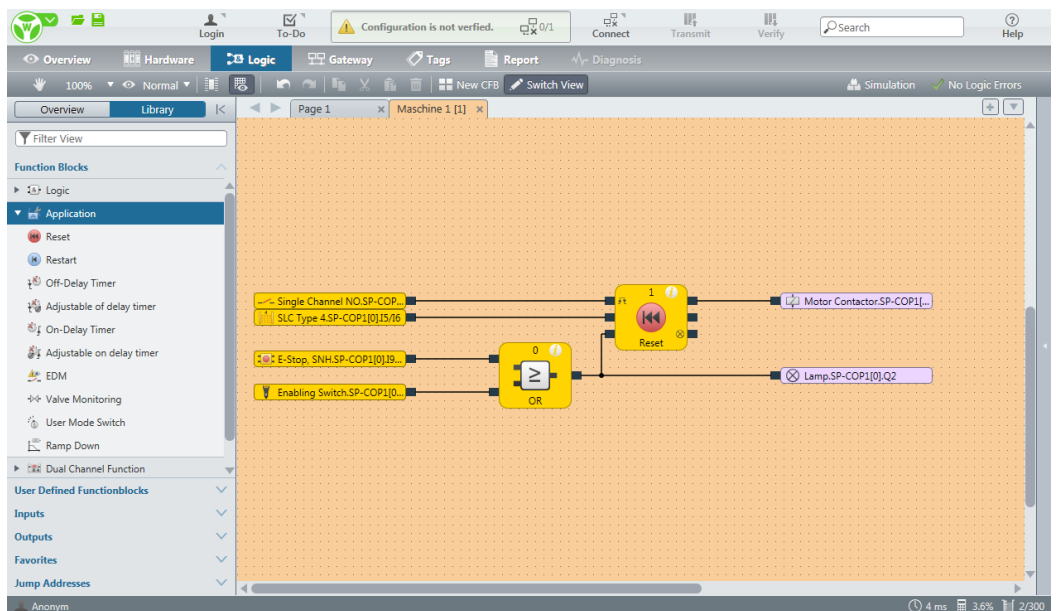 W
Login
To-Do
Configuration is not verfied.
0/1
Connect
Transmit
Verify
Search
Help
Overview
Hardware
Logic
Gateway
Tags
Report
Diagnosis
100%
Normal
New CFB
Switch View
Simulation
No Logic Errors
Overview
Library
Page 1
Maschine 1 [1]
Filter View
Function Blocks
Logic
Application
Reset
Restart
Off-Delay Timer
Adjustable of delay timer
On-Delay Timer
Adjustable on delay timer
EDM
Valve Monitoring
User Mode Switch
Ramp Down
Dual Channel Function
User Defined Functionblocks
Inputs
Outputs
Favorites
Jump Addresses
Single Channel NO.SP-COP...
SLC Type 4.SP-COP1[0].I5/I6
E-Stop, SNH.SP-COP1[0].I9...
Enabling Switch.SP-COP1[0...
0
≥
OR
1
Reset
Motor Contactor.SP-COP1[...
Lamp.SP-COP1[0].Q2
Anonym
4 ms
3.6%
2/300